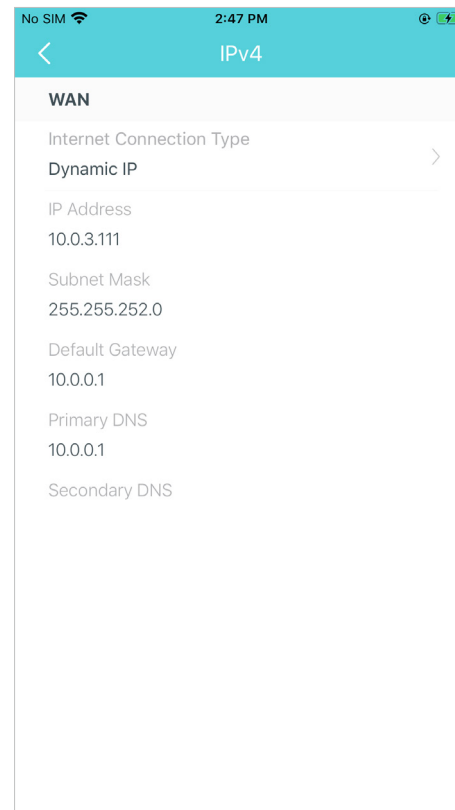 No SIM 2:47 PM
IPv4
WAN
Internet Connection Type
Dynamic IP
IP Address
10.0.3.111
Subnet Mask
255.255.252.0
Default Gateway
10.0.0.1
Primary DNS
10.0.0.1
Secondary DNS